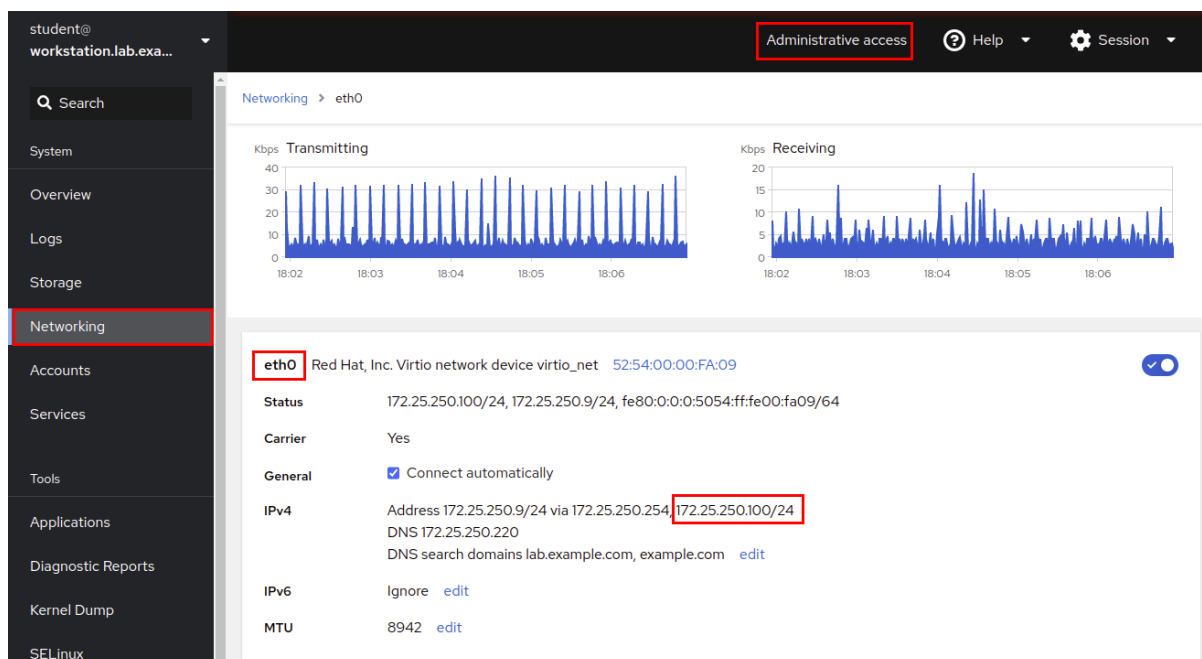 student@
workstation.lab.exa...
Administrative access
Help
Session
Search
System
Overview
Logs
Storage
Networking
Accounts
Services
Tools
Applications
Diagnostic Reports
Kernel Dump
SELinux
Networking > eth0
Kbps Transmitting
40
30
20
10
0
18:02 18:03 18:04 18:05 18:06
Kbps Receiving
20
15
10
5
0
18:02 18:03 18:04 18:05 18:06
eth0 Red Hat, Inc. Virtio network device virtio_net 52:54:00:00:FA:09
Status 172.25.250.100/24, 172.25.250.9/24, fe80:0:0:0:5054:ff:fe00:fa09/64
Carrier Yes
General Connect automatically
IPv4 Address 172.25.250.9/24 via 172.25.250.254, 172.25.250.100/24
DNS 172.25.250.220
DNS search domains lab.example.com, example.com edit
IPv6 Ignore edit
MTU 8942 edit